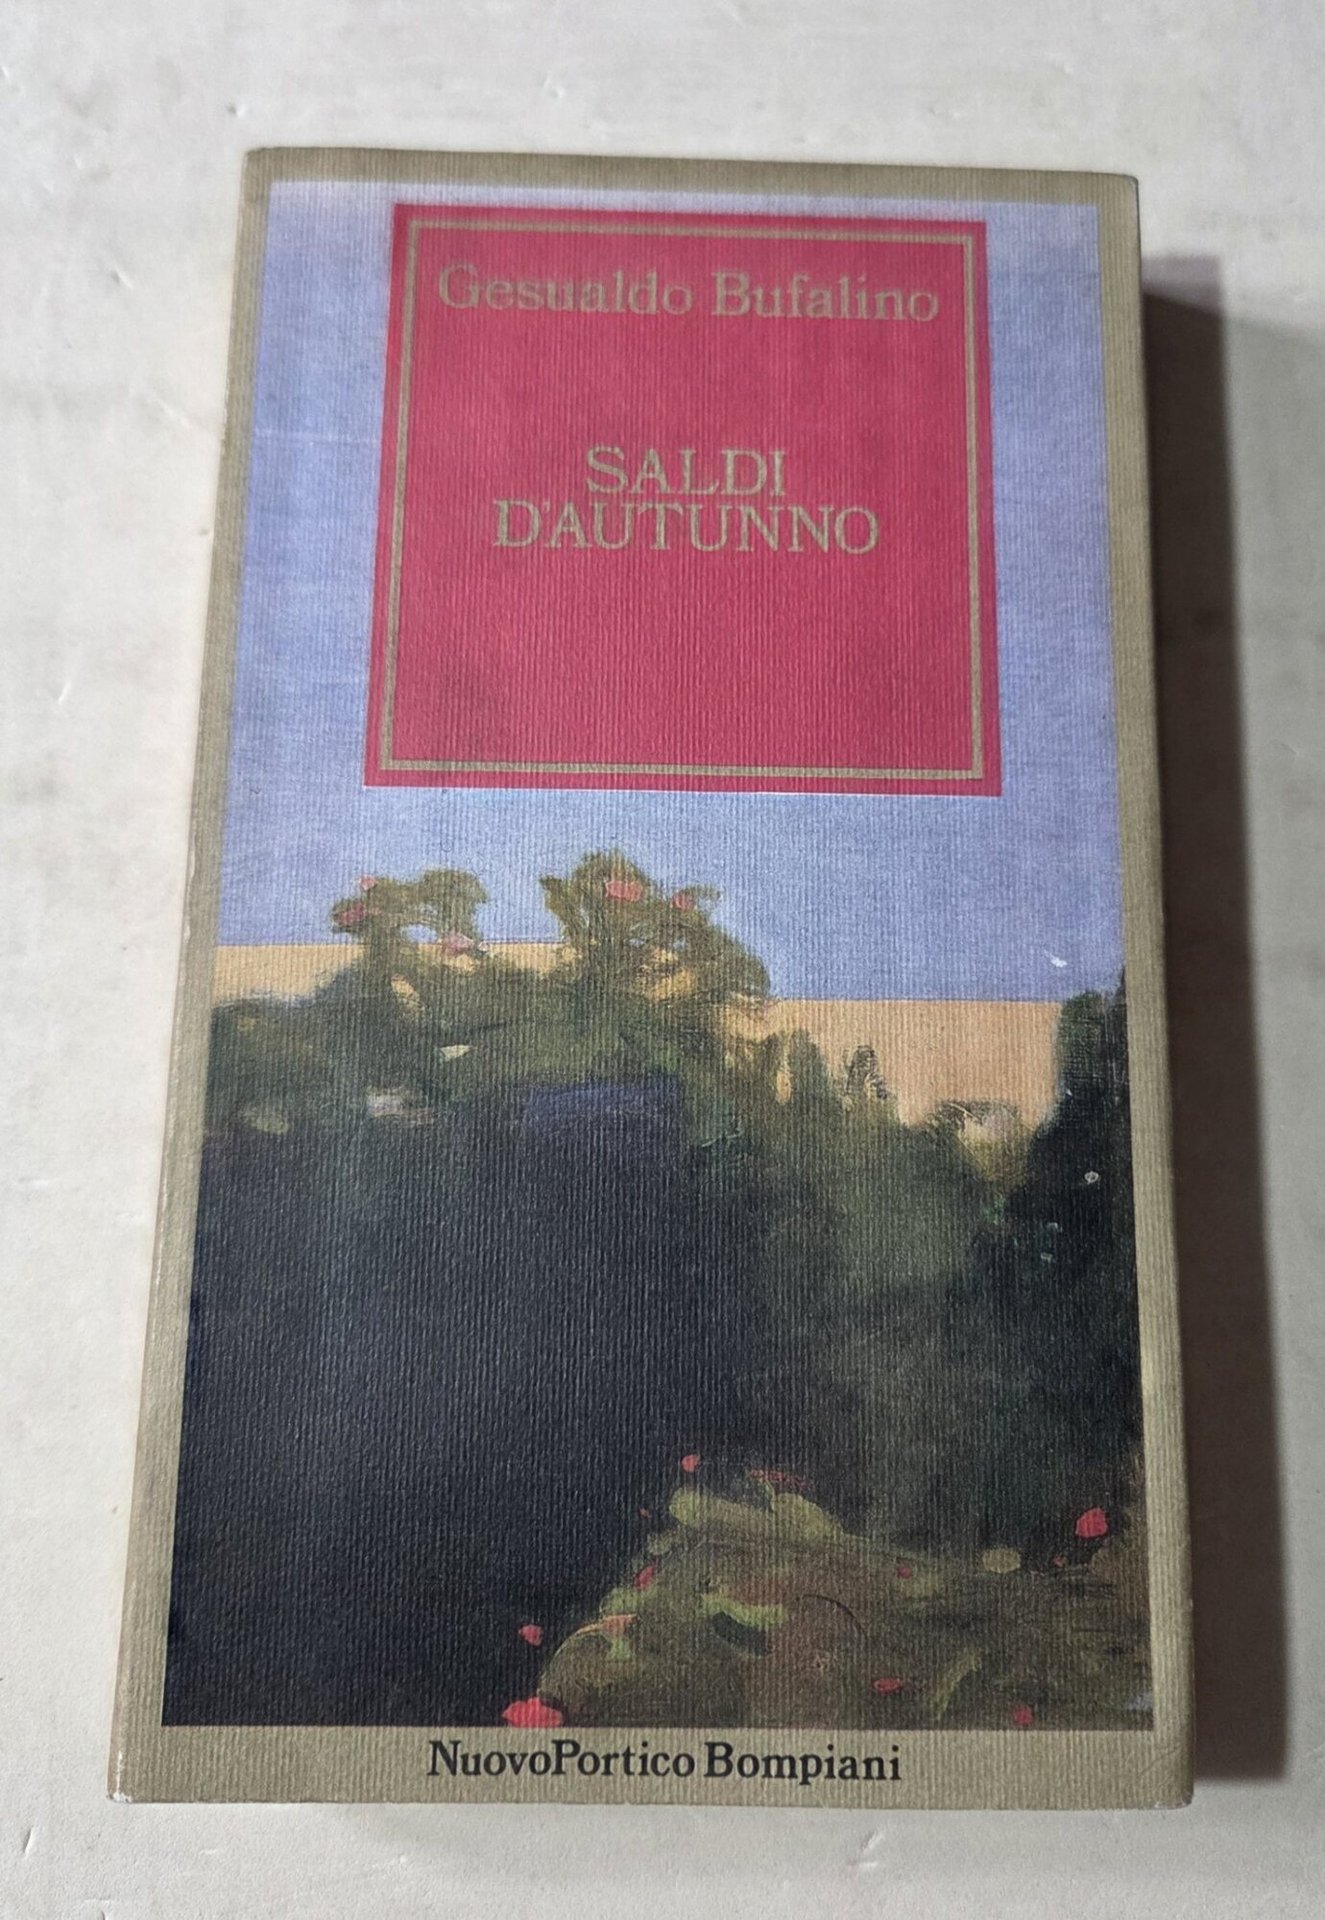 Gesualdo Bufalino
SALDI
D'AUTUNNO
NuovoPortico Bompiani